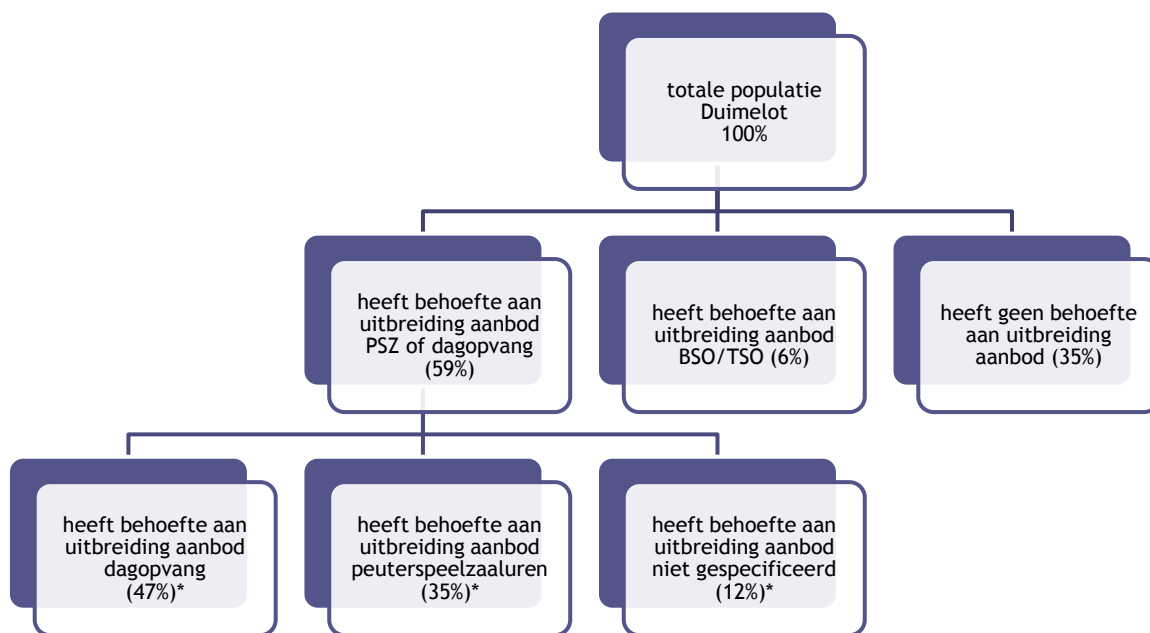 totale populatie
Duimelot
100%
heeft behoefte aan
uitbreiding aanbod
PSZ of dagopvang
(59%)
heeft behoefte aan
uitbreiding aanbod
BSO/TSO (6%)
heeft geen behoefte
aan uitbreiding
aanbod (35%)
heeft behoefte aan
uitbreiding aanbod
dagopvang
(47%)*
heeft behoefte aan
uitbreiding aanbod
peuterspeelzaaluren
(35%)*
heeft behoefte aan
uitbreiding aanbod
niet gespecificeerd
(12%)*